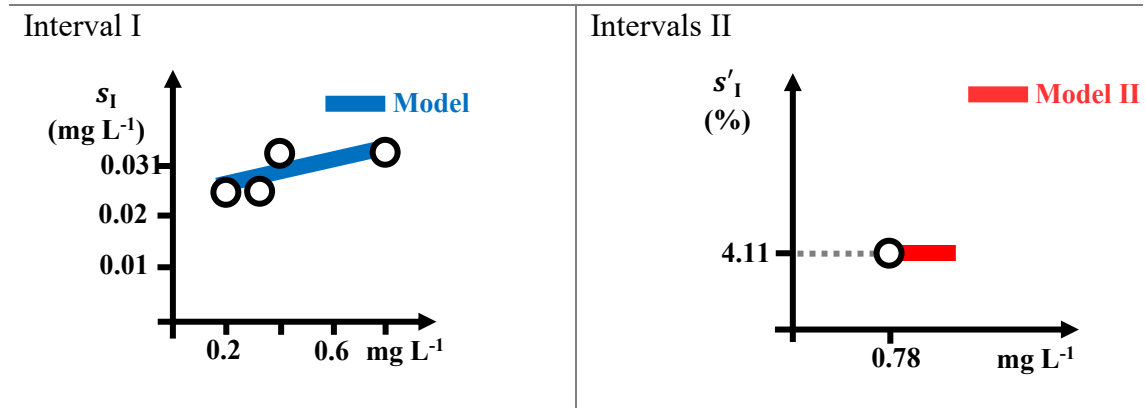 Interval I
s_I
(mg L⁻¹)
Model
0.031
0.02
0.01
0.2
0.6
mg L⁻¹
Intervals II
s′_I
(%)
Model II
4.11
0.78
mg L⁻¹